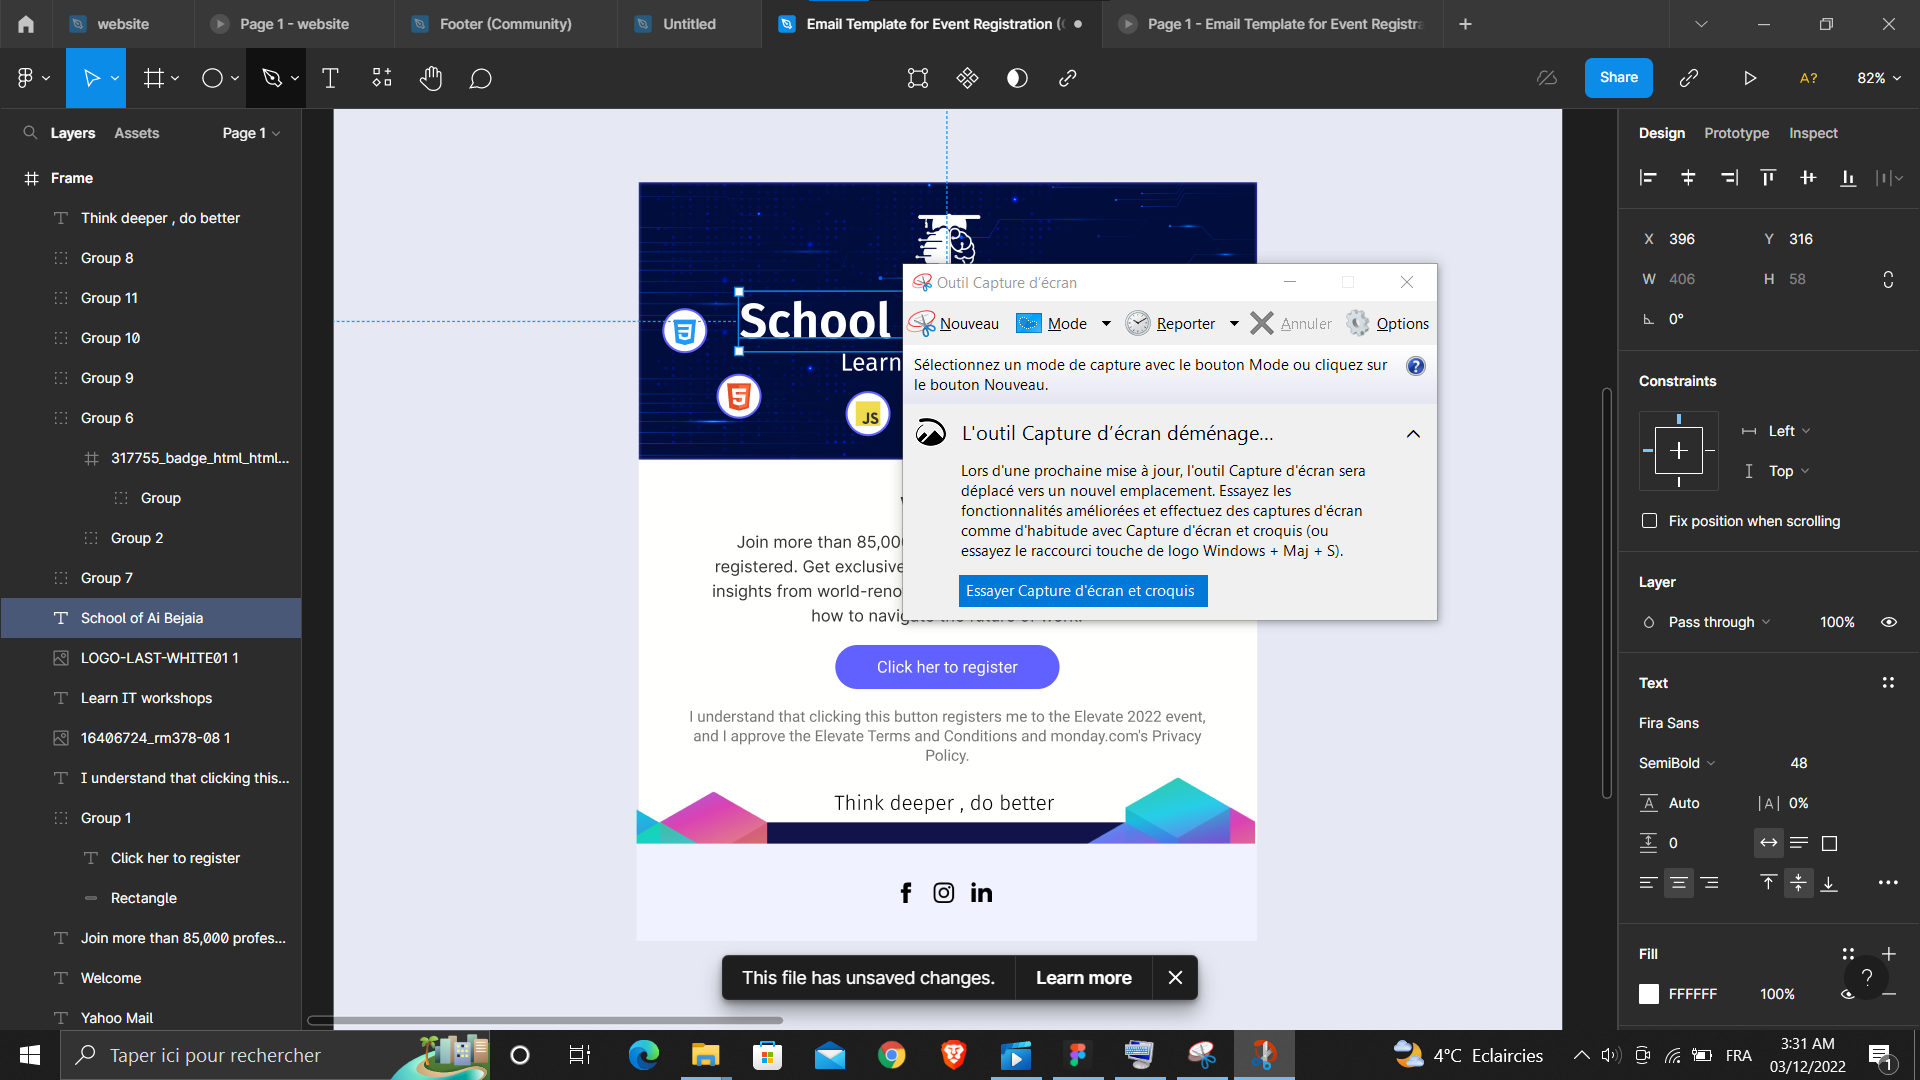 website
Page 1 - website
Footer (Community)
Untitled
Email Template for Event Registration (
Page 1 - Email Template for Event Registra
Share
A?
82%
Layers
Assets
Page 1
Frame
Think deeper , do better
Group 8
Group 11
Group 10
Group 9
Group 6
317755_badge_html_html...
Group
Group 2
Group 7
School of Ai Bejaia
LOGO-LAST-WHITE01 1
Learn IT workshops
16406724_rm378-08 1
I understand that clicking this...
Group 1
Click her to register
Rectangle
Join more than 85,000 profes...
Welcome
Yahoo Mail
School
Learn
JS
Join more than 85,000
registered. Get exclusive
insights from world-reno
how to navigate the future of work.
Click her to register
I understand that clicking this button registers me to the Elevate 2022 event,
and I approve the Elevate Terms and Conditions and monday.com's Privacy
Policy.
Think deeper , do better
This file has unsaved changes.
Learn more
Outil Capture d'écran
Nouveau
Mode
Reporter
Annuler
Options
Sélectionnez un mode de capture avec le bouton Mode ou cliquez sur
le bouton Nouveau.
L'outil Capture d'écran déménage...
Lors d'une prochaine mise à jour, l'outil Capture d'écran sera
déplacé vers un nouvel emplacement. Essayez les
fonctionnalités améliorées et effectuez des captures d'écran
comme d'habitude avec Capture d'écran et croquis (ou
essayez le raccourci touche de logo Windows + Maj + S).
Essayer Capture d'écran et croquis
Design
Prototype
Inspect
X 396
Y 316
W 406
H 58
0°
Constraints
Left
Top
Fix position when scrolling
Layer
Pass through
100%
Text
Fira Sans
SemiBold
48
Auto
0%
0
Fill
FFFFFF
100%
?
Taper ici pour rechercher
4°C Eclaircies
FRA
3:31 AM
03/12/2022
1